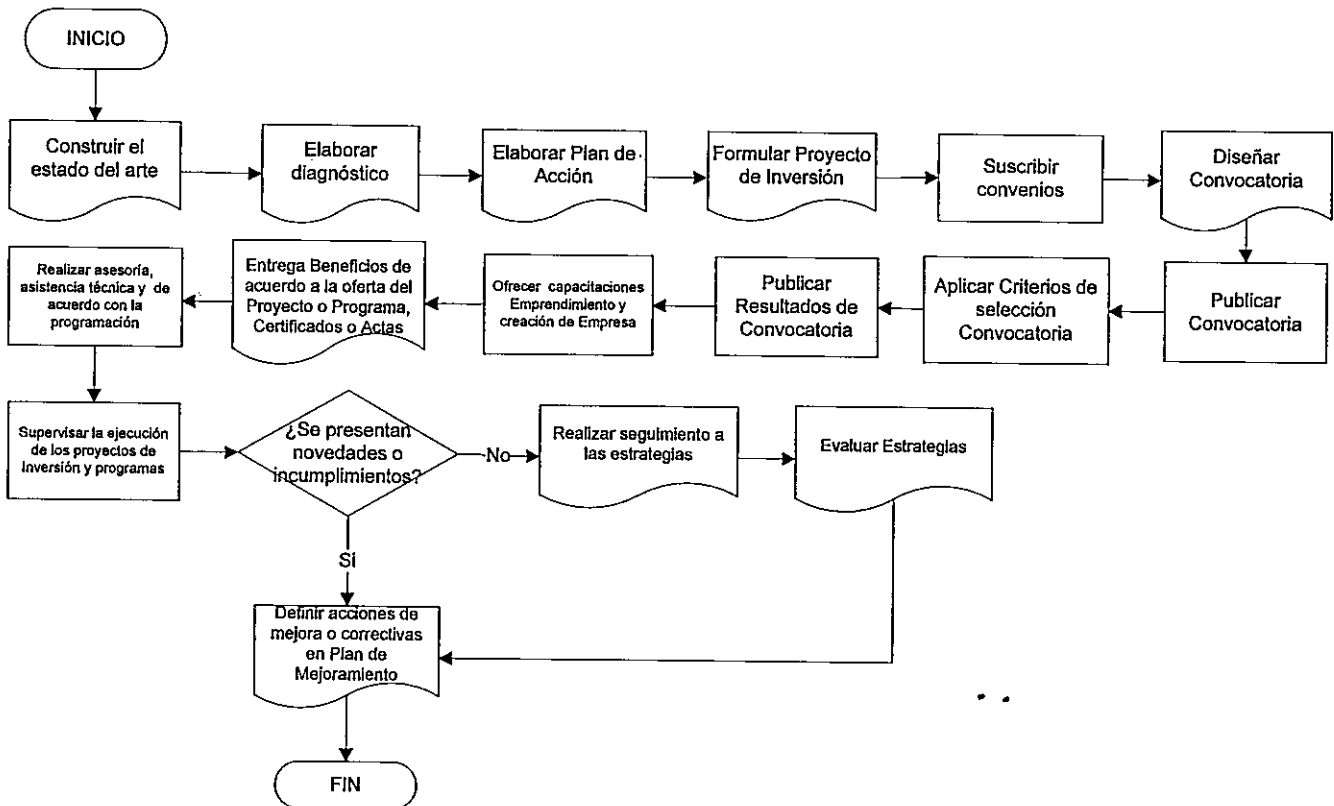 INICIO
Construir el
estado del arte
Elaborar
diagnóstico
Elaborar Plan de
Acción
Formular Proyecto
de Inversión
Suscribir
convenios
Diseñar
Convocatoria
Publicar
Convocatoria
Aplicar Criterios de
selección
Convocatoria
Publicar
Resultados de
Convocatoria
Ofrecer capacitaciones
Emprendimiento y
creación de Empresa
Entrega Beneficios de
acuerdo a la oferta del
Proyecto o Programa,
Certificados o Actas
Realizar asesoría,
asistencia técnica y de
acuerdo con la
programación
Supervisar la ejecución
de los proyectos de
Inversión y programas
¿Se presentan
novedades o
incumplimientos?
No
Realizar seguimiento a
las estrategias
Evaluar Estrategias
Si
Definir acciones de
mejora o correctivas
en Plan de
Mejoramiento
FIN